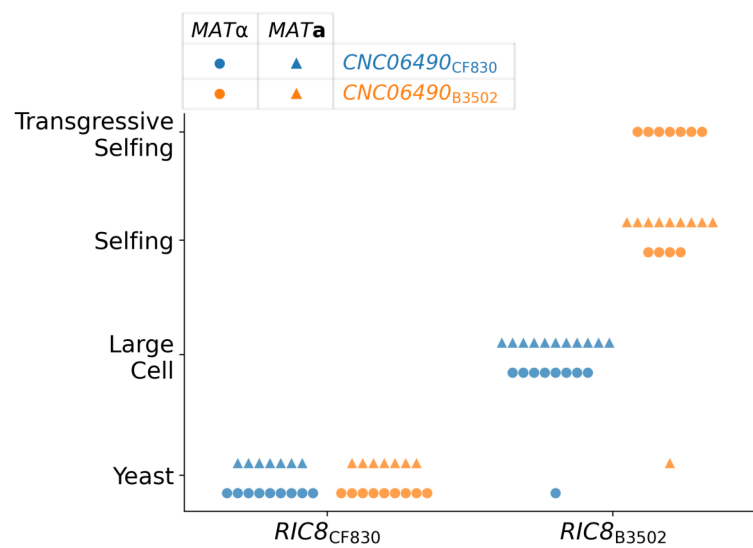 MATα MATa
CNC06490CF830
CNC06490B3502
Transgressive
Selfing
Selfing
Large
Cell
Yeast
RIC8CF830 RIC8B3502